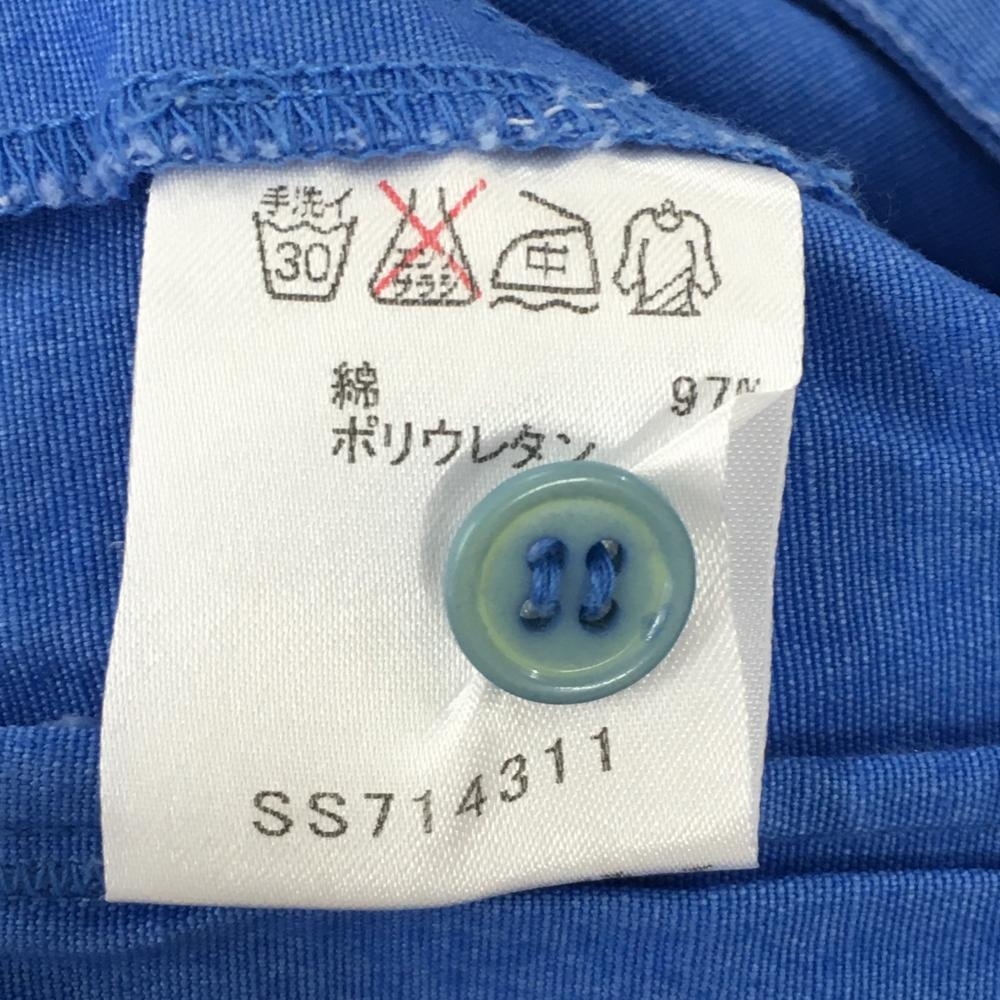 手洗イ
30
エンソ
サラシ
中
綿 97%
ポリウレタン
SS714311